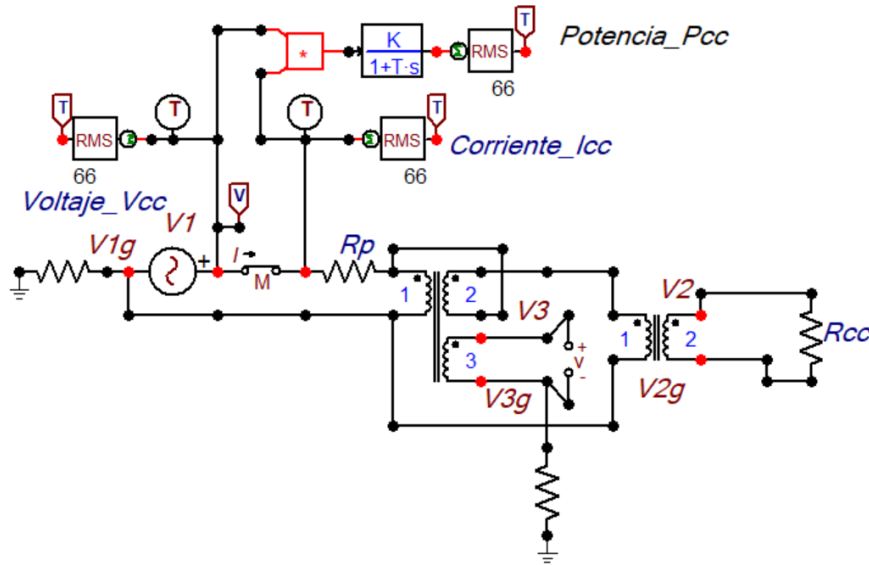 T
Potencia_Pcc
K
1+T·s
Σ
RMS
66
*
T
T
T
T
RMS
Σ
66
Σ
RMS
66
Corriente_Icc
Voltaje_Vcc
V1
V
V1g
+
I
M
Rp
1
2
V3
+
v
-
3
V3g
V2
1
2
V2g
Rcc